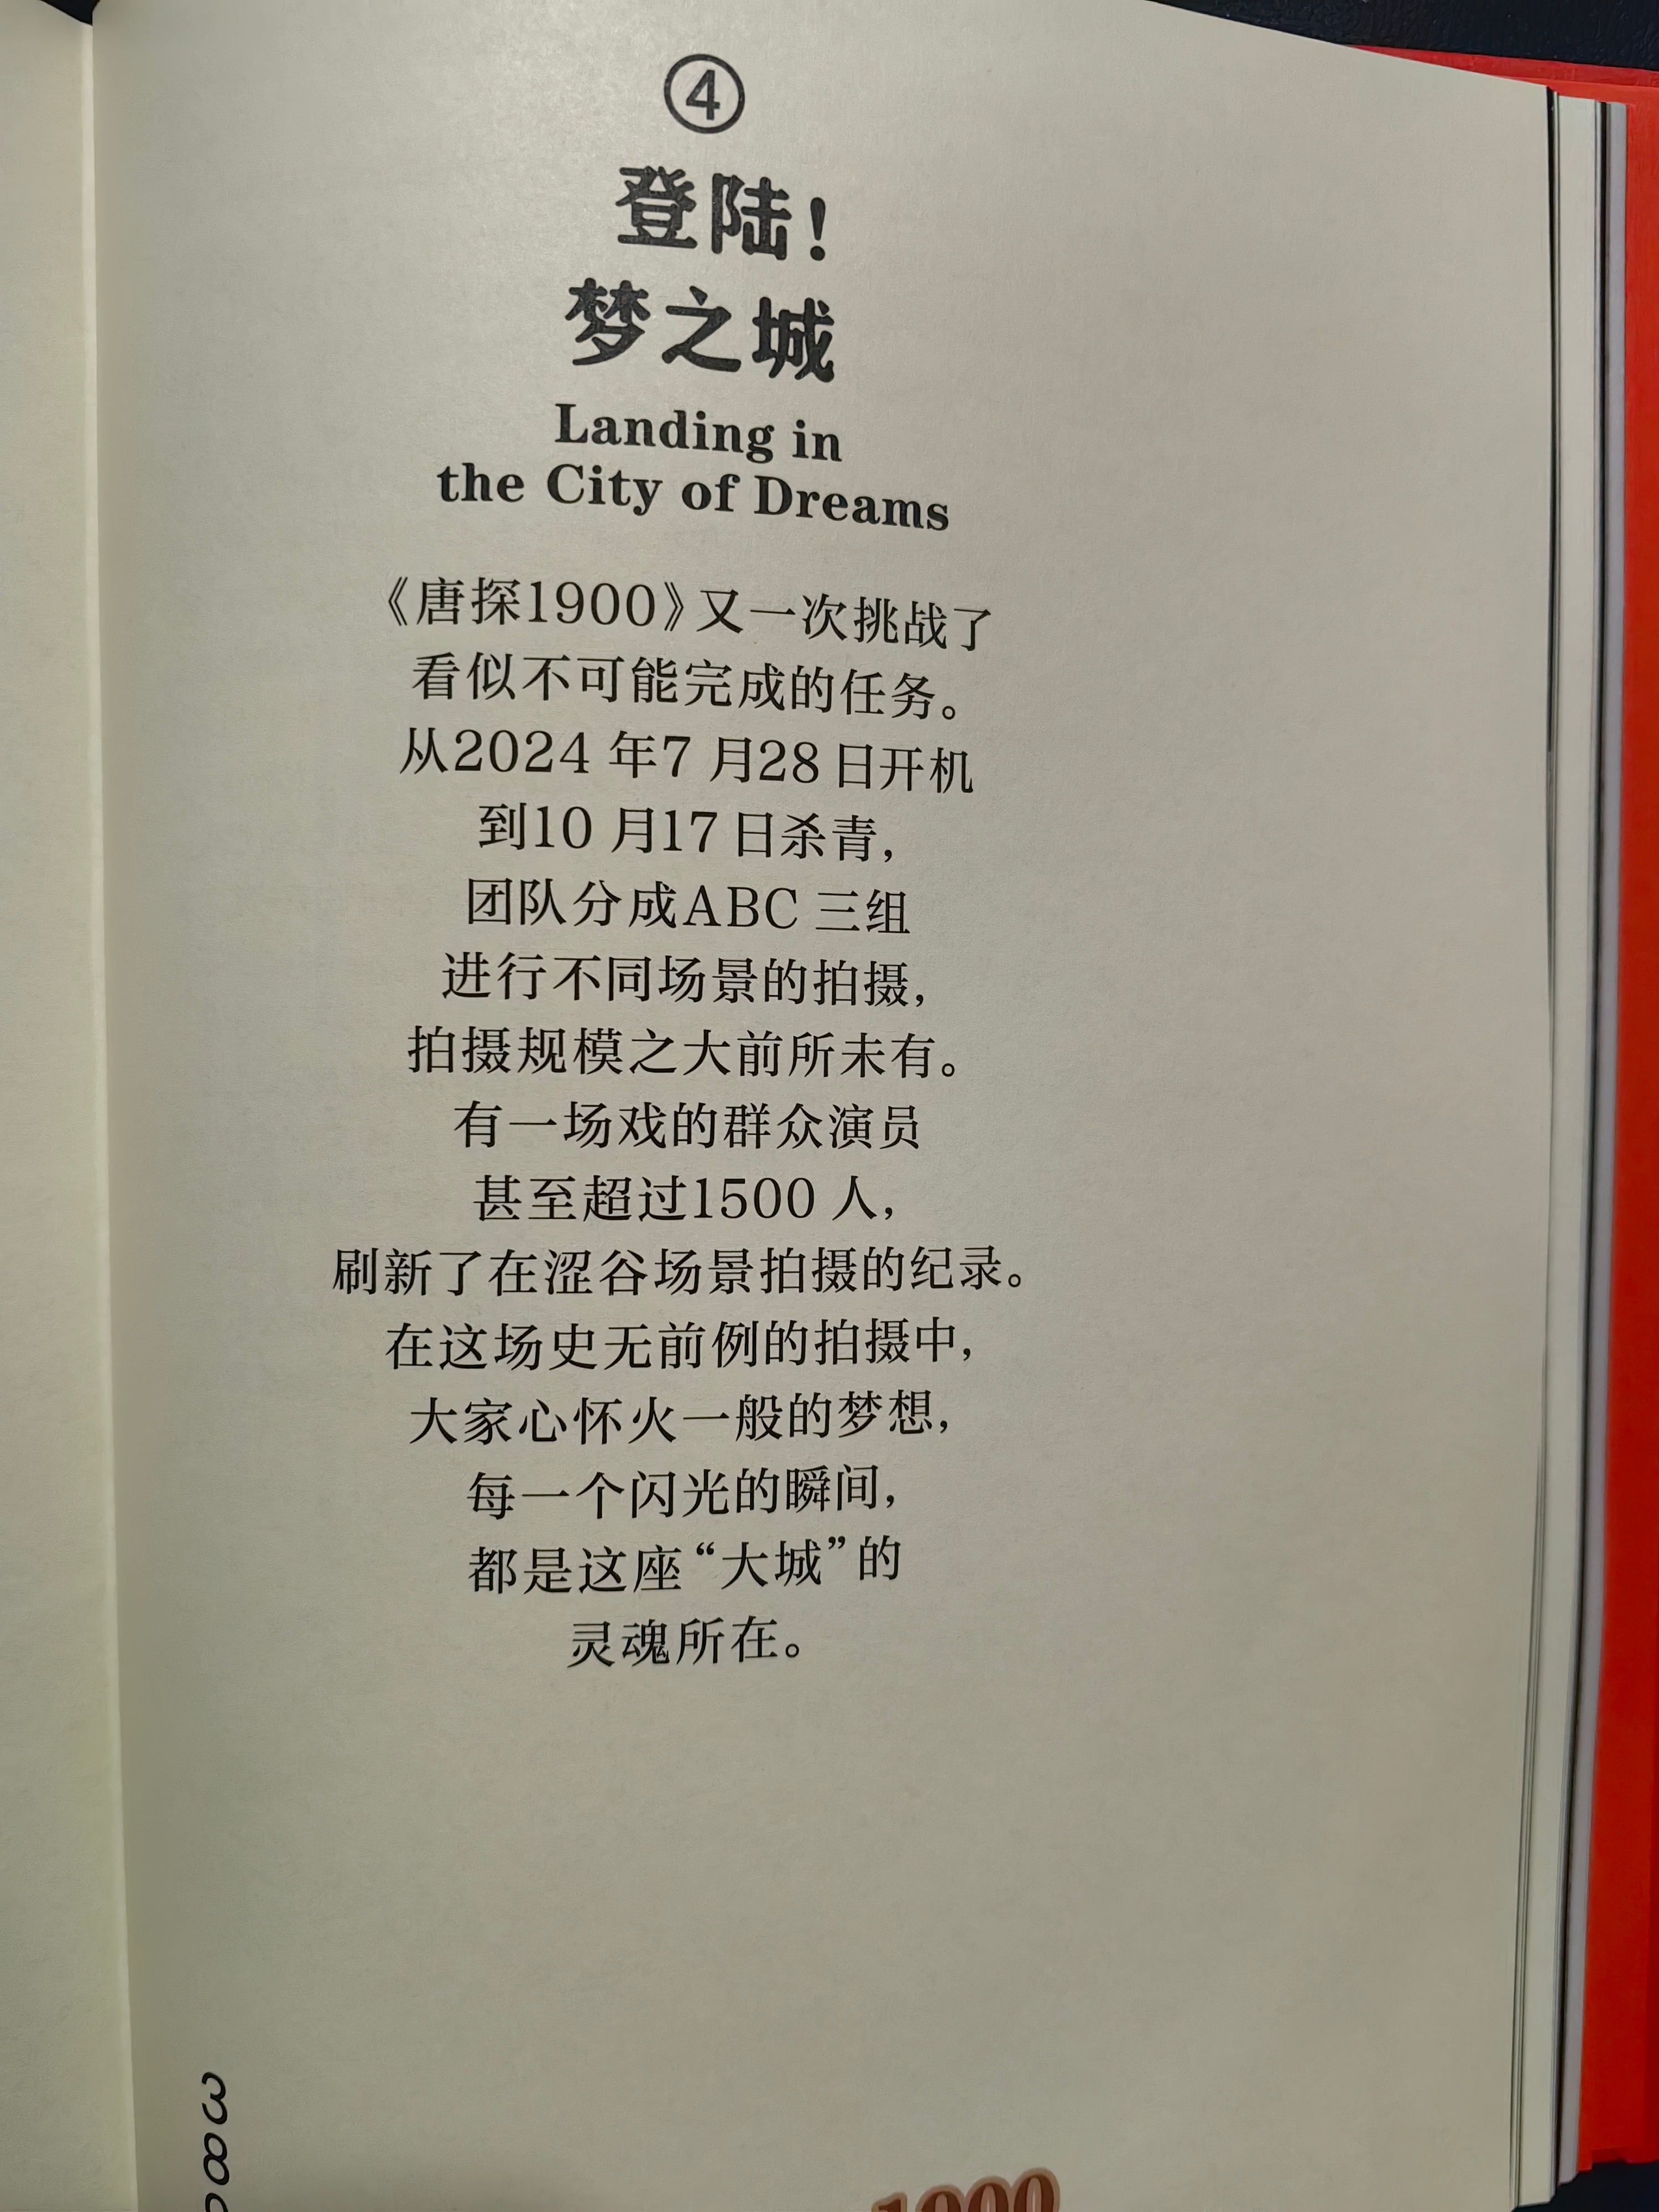 ④
登陆！
梦之城
Landing in
the City of Dreams
《唐探1900》又一次挑战了
看似不可能完成的任务。
从2024 年7 月28 日开机
到10 月17 日杀青，
团队分成ABC 三组
进行不同场景的拍摄，
拍摄规模之大前所未有。
有一场戏的群众演员
甚至超过1500 人，
刷新了在涩谷场景拍摄的纪录。
在这场史无前例的拍摄中，
大家心怀火一般的梦想，
每一个闪光的瞬间，
都是这座“大城”的
灵魂所在。
1900